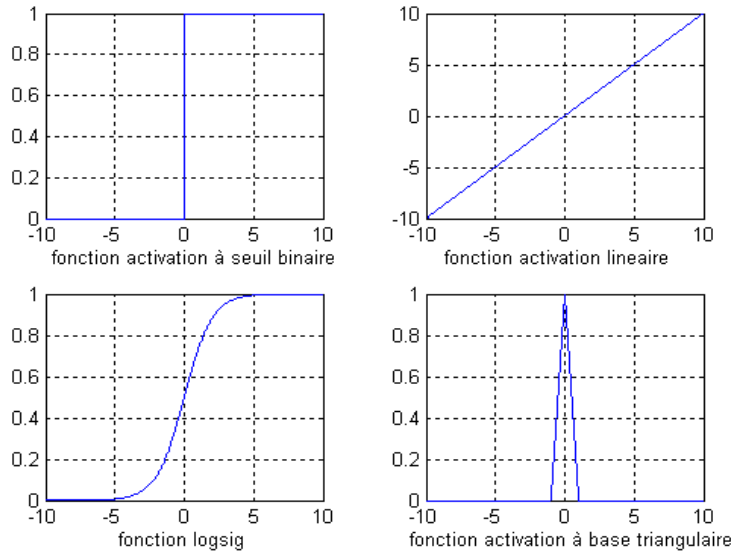 1
0.8
0.6
0.4
0.2
0
-10 -5 0 5 10
fonction activation à seuil binaire
10
5
0
-5
-10
-10 -5 0 5 10
fonction activation lineaire
1
0.8
0.6
0.4
0.2
0
-10 -5 0 5 10
fonction logsig
1
0.8
0.6
0.4
0.2
0
-10 -5 0 5 10
fonction activation à base triangulaire